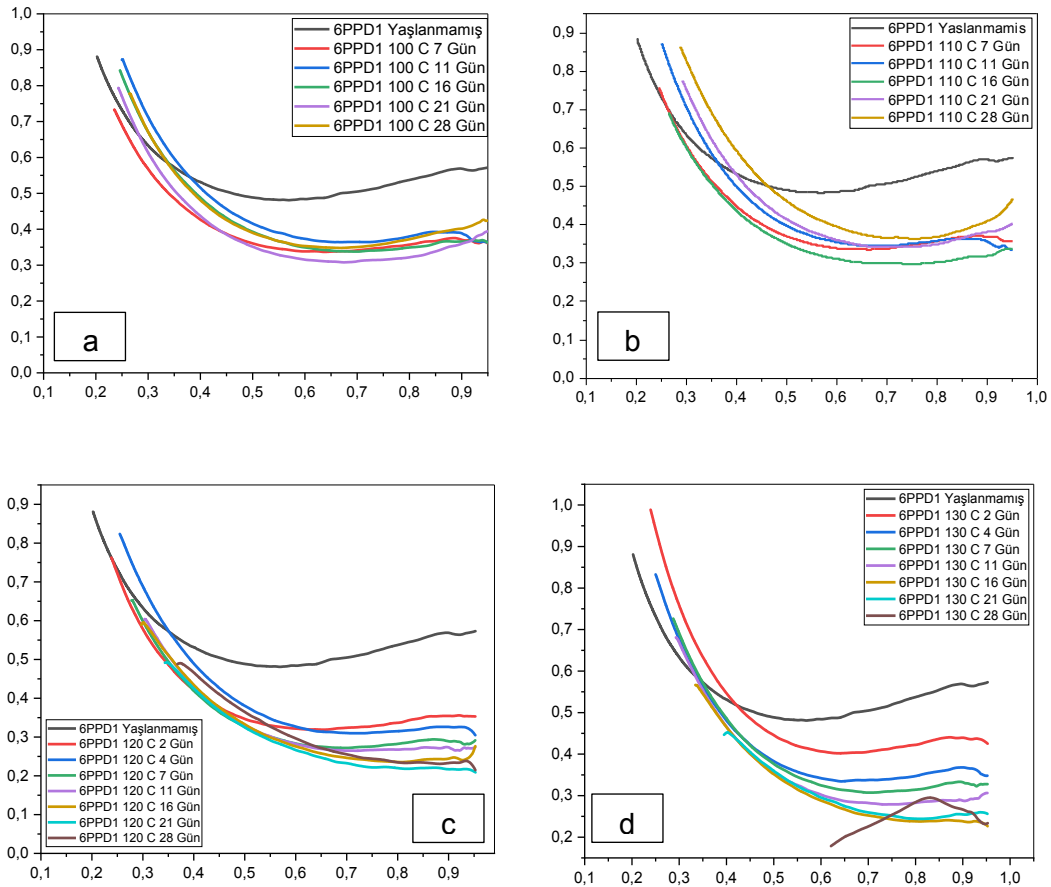 1,0
0,9
0,8
0,7
0,6
0,5
0,4
0,3
0,2
0,1
0,0
0,1 0,2 0,3 0,4 0,5 0,6 0,7 0,8 0,9
6PPD1 Yaşlanmamış
6PPD1 100 C 7 Gün
6PPD1 100 C 11 Gün
6PPD1 100 C 16 Gün
6PPD1 100 C 21 Gün
6PPD1 100 C 28 Gün
a
0,9
0,8
0,7
0,6
0,5
0,4
0,3
0,2
0,1
0,0
0,1 0,2 0,3 0,4 0,5 0,6 0,7 0,8 0,9 1,0
6PPD1 Yaslanmamis
6PPD1 110 C 7 Gün
6PPD1 110 C 11 Gün
6PPD1 110 C 16 Gün
6PPD1 110 C 21 Gün
6PPD1 110 C 28 Gün
b
0,9
0,8
0,7
0,6
0,5
0,4
0,3
0,2
0,1
0,0
0,1 0,2 0,3 0,4 0,5 0,6 0,7 0,8 0,9
6PPD1 Yaşlanmamış
6PPD1 120 C 2 Gün
6PPD1 120 C 4 Gün
6PPD1 120 C 7 Gün
6PPD1 120 C 11 Gün
6PPD1 120 C 16 Gün
6PPD1 120 C 21 Gün
6PPD1 120 C 28 Gün
c
1,0
0,9
0,8
0,7
0,6
0,5
0,4
0,3
0,2
0,1 0,2 0,3 0,4 0,5 0,6 0,7 0,8 0,9 1,0
6PPD1 Yaşlanmamış
6PPD1 130 C 2 Gün
6PPD1 130 C 4 Gün
6PPD1 130 C 7 Gün
6PPD1 130 C 11 Gün
6PPD1 130 C 16 Gün
6PPD1 130 C 21 Gün
6PPD1 130 C 28 Gün
d